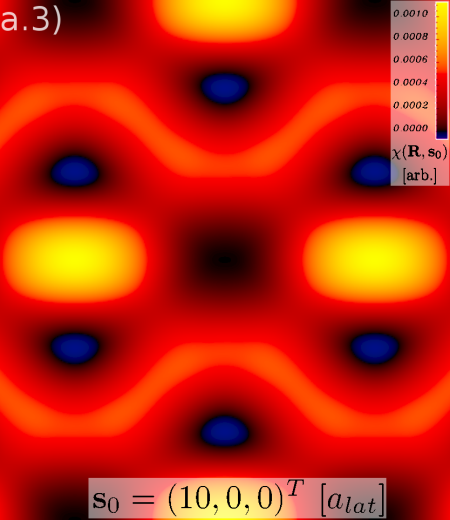 a.3)
0.0010
0.0008
0.0006
0.0004
0.0002
0.0000
χ(R, s₀)
[arb.]
s₀ = (10, 0, 0)ᵀ [aₗₐₜ]